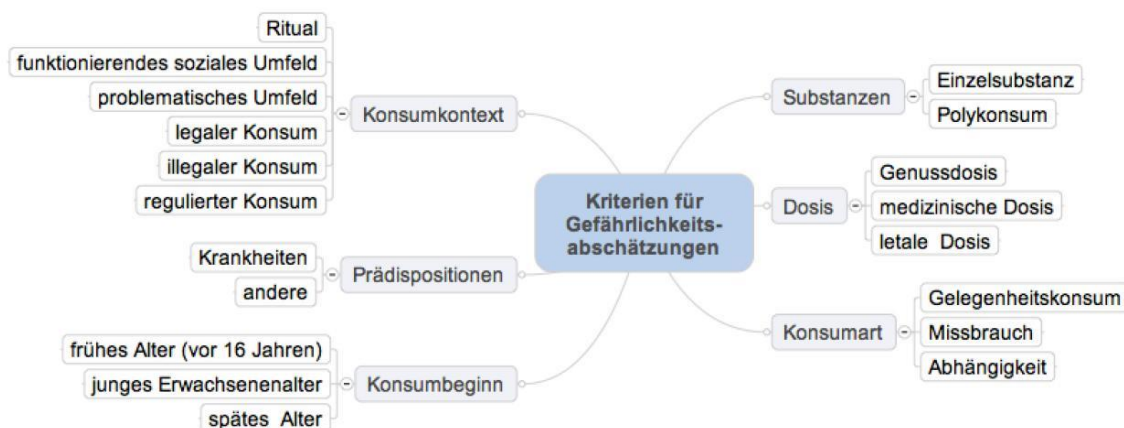 Kriterien für
Gefährlichkeits-
abschätzungen
Konsumkontext
Ritual
funktionierendes soziales Umfeld
problematisches Umfeld
legaler Konsum
illegaler Konsum
regulierter Konsum
Prädispositionen
Krankheiten
andere
Konsumbeginn
frühes Alter (vor 16 Jahren)
junges Erwachsenenalter
spätes Alter
Substanzen
Einzelsubstanz
Polykonsum
Dosis
Genussdosis
medizinische Dosis
letale Dosis
Konsumart
Gelegenheitskonsum
Missbrauch
Abhängigkeit